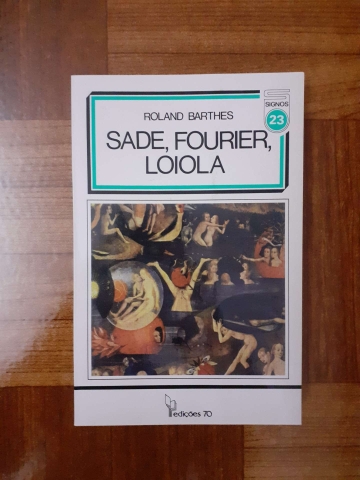 ROLAND BARTHES
SIGNOS
23
SADE, FOURIER,
LOIOLA
edições 70